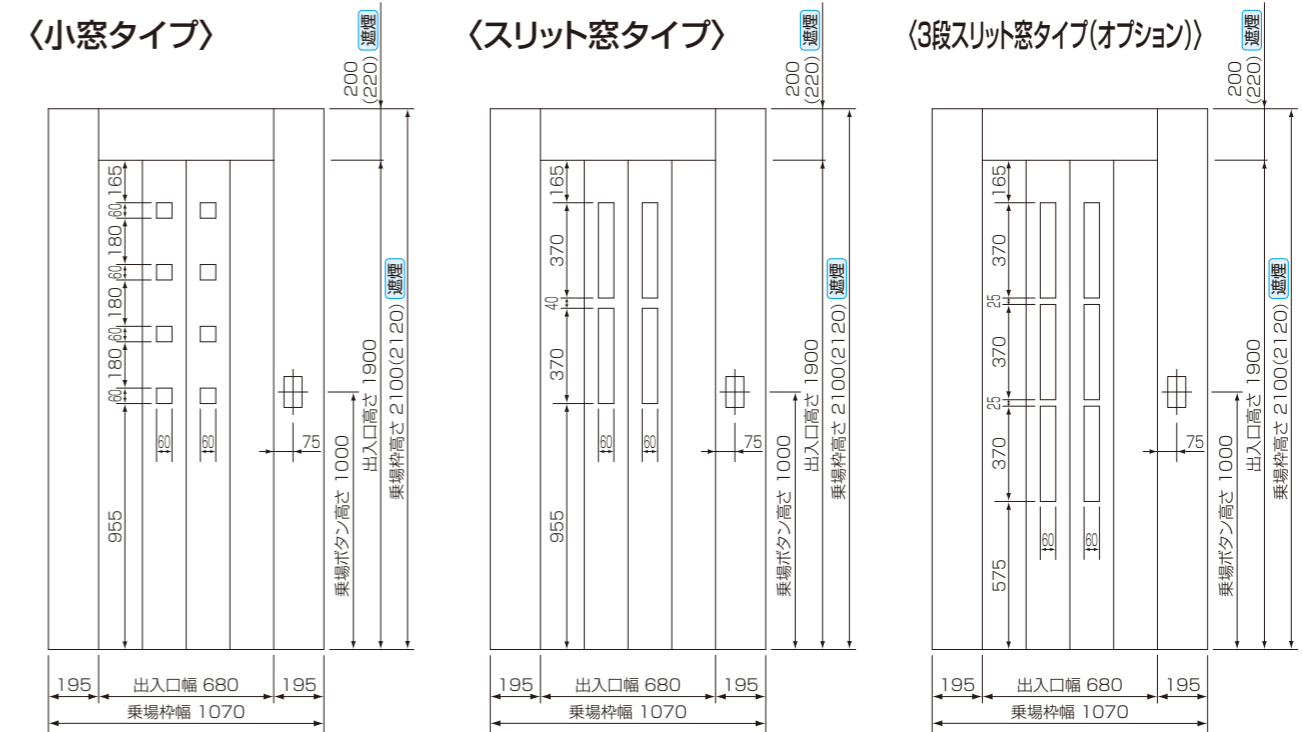 〈小窓タイプ〉
遮煙
200
(220)
165
60
180
60
180
60
180
60
955
60
60
75
乗場ボタン高さ 1000
出入口高さ 1900
乗場枠高さ 2100(2120) 遮煙
195
出入口幅 680
195
乗場枠幅 1070
〈スリット窓タイプ〉
遮煙
200
(220)
165
370
40
370
955
60
60
75
乗場ボタン高さ 1000
出入口高さ 1900
乗場枠高さ 2100(2120) 遮煙
195
出入口幅 680
195
乗場枠幅 1070
〈3段スリット窓タイプ(オプション)〉
遮煙
200
(220)
165
370
25
370
25
370
575
60
60
75
乗場ボタン高さ 1000
出入口高さ 1900
乗場枠高さ 2100(2120) 遮煙
195
出入口幅 680
195
乗場枠幅 1070